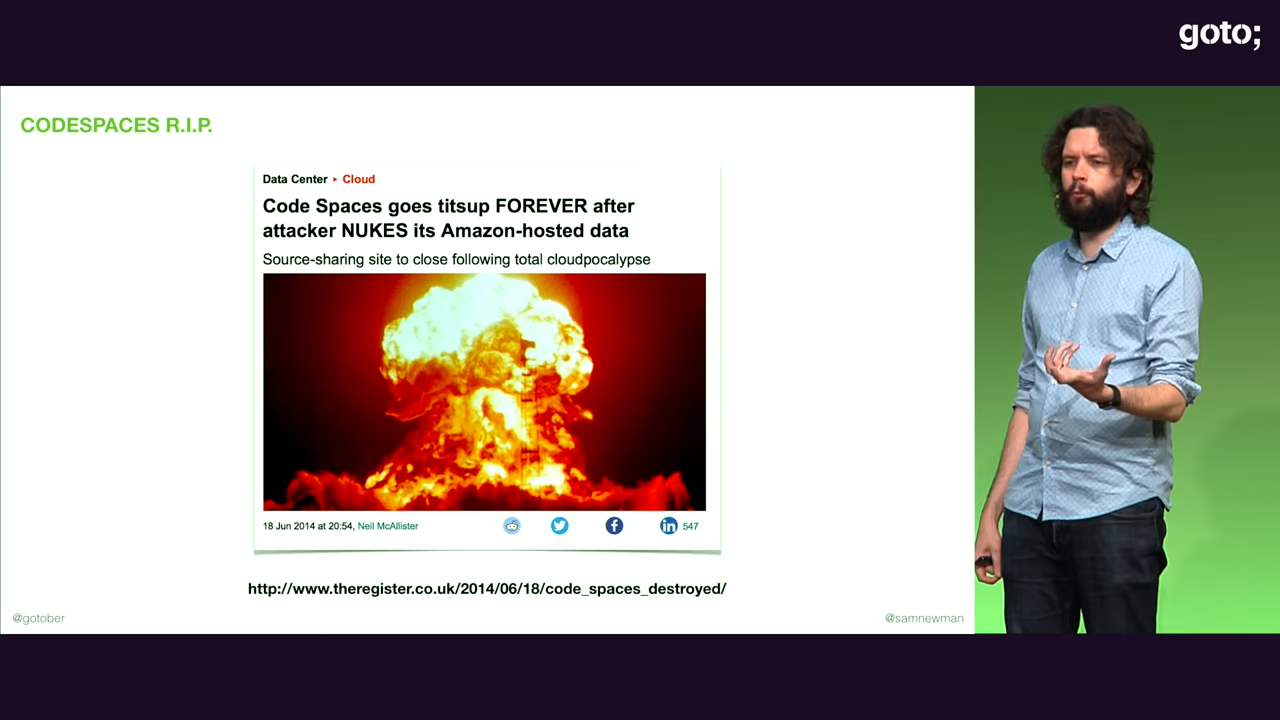 goto;
CODESPACES R.I.P.
Data Center ‣ Cloud
Code Spaces goes titsup FOREVER after
attacker NUKES its Amazon-hosted data
Source-sharing site to close following total cloudpocalypse
18 Jun 2014 at 20:54, Neil McAllister
in 547
http://www.theregister.co.uk/2014/06/18/code_spaces_destroyed/
@gotober
@samnewman